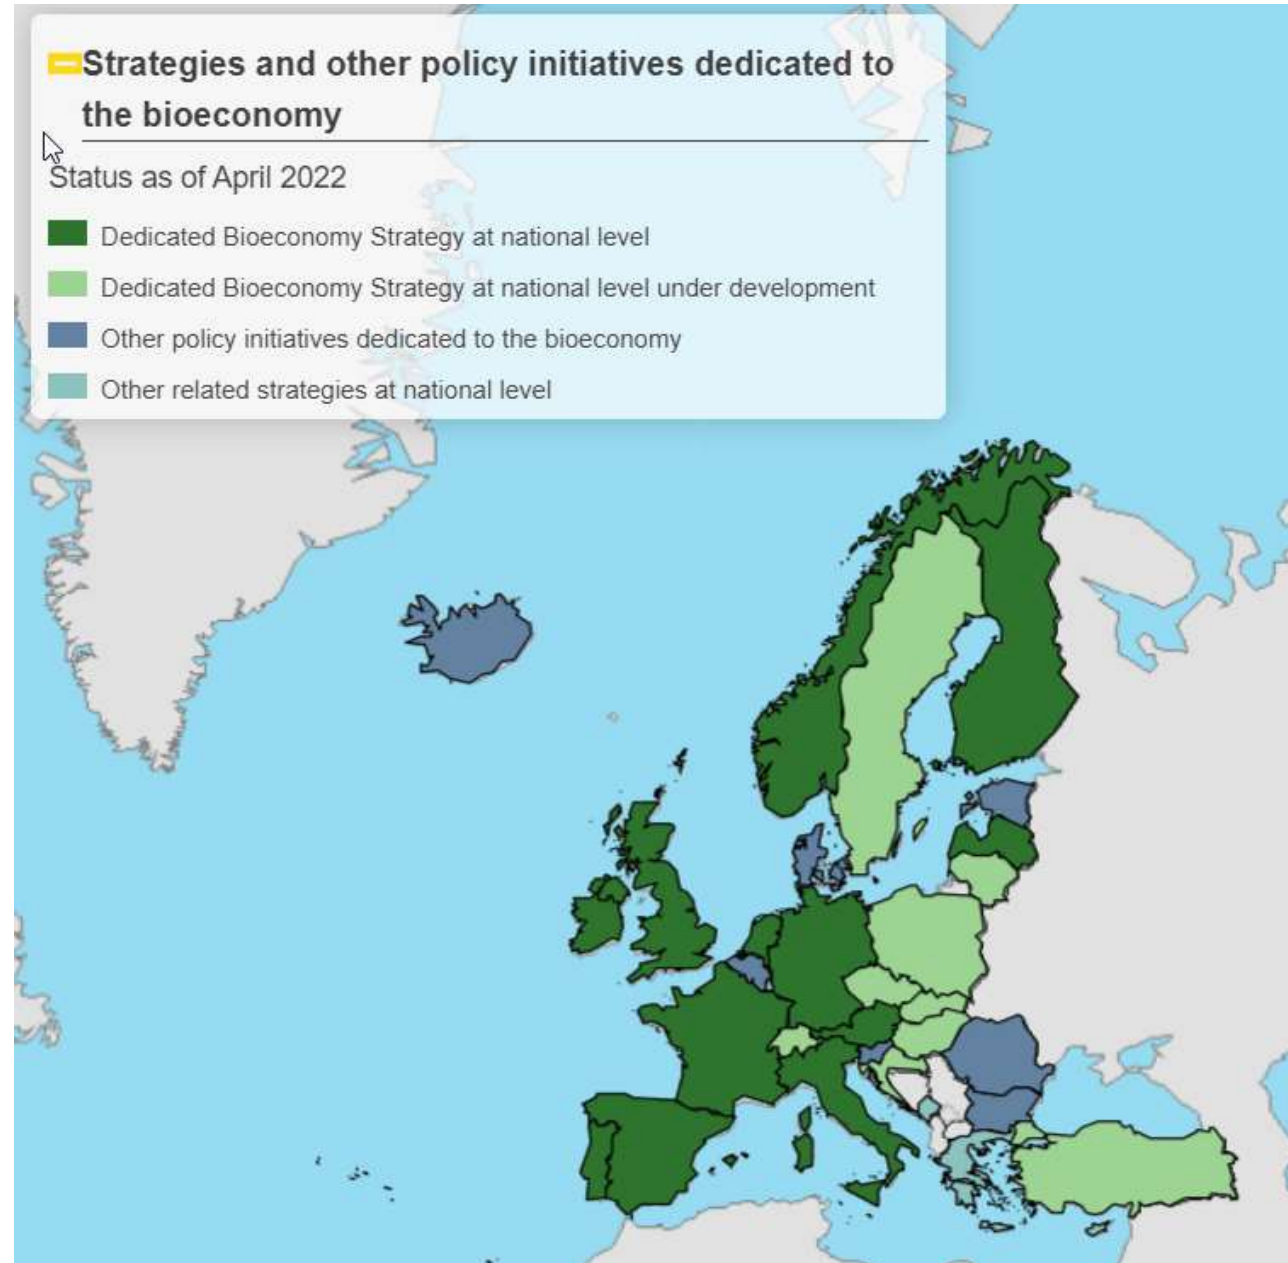 Strategies and other policy initiatives dedicated to
the bioeconomy
Status as of April 2022
Dedicated Bioeconomy Strategy at national level
Dedicated Bioeconomy Strategy at national level under development
Other policy initiatives dedicated to the bioeconomy
Other related strategies at national level